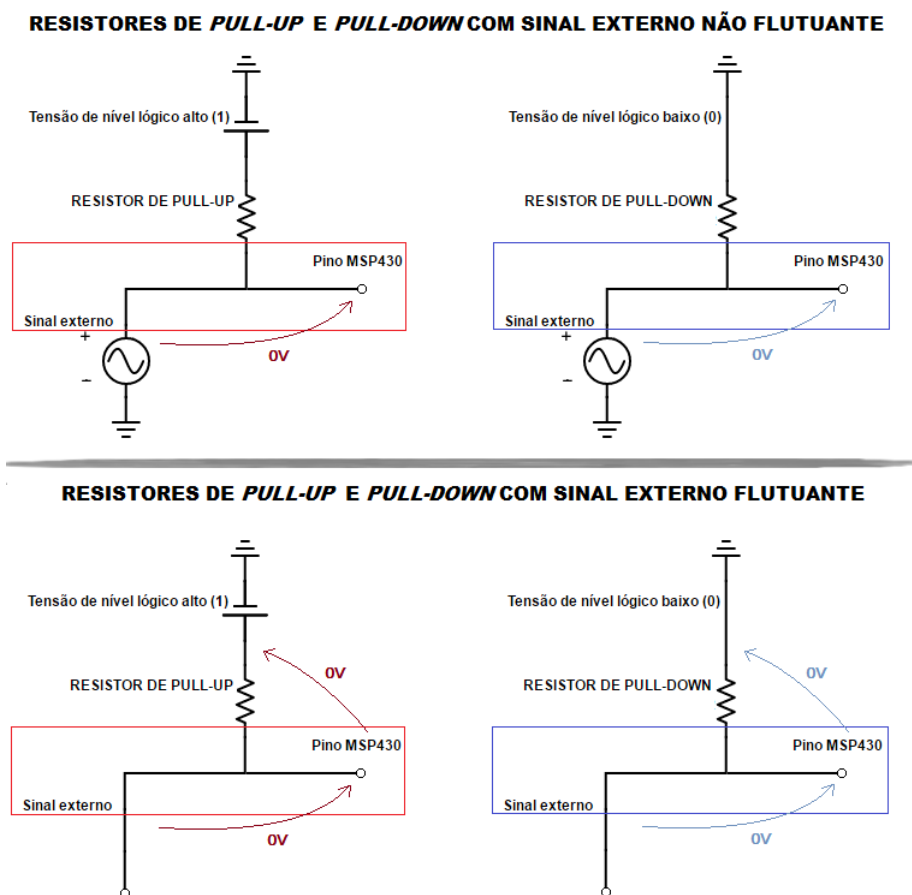 RESISTORES DE PULL-UP E PULL-DOWN COM SINAL EXTERNO NÃO FLUTUANTE
Tensão de nível lógico alto (1)
RESISTOR DE PULL-UP
Pino MSP430
Sinal externo
+
0V
−
Tensão de nível lógico baixo (0)
RESISTOR DE PULL-DOWN
Pino MSP430
Sinal externo
+
0V
−
RESISTORES DE PULL-UP E PULL-DOWN COM SINAL EXTERNO FLUTUANTE
Tensão de nível lógico alto (1)
0V
RESISTOR DE PULL-UP
Pino MSP430
Sinal externo
0V
Tensão de nível lógico baixo (0)
0V
RESISTOR DE PULL-DOWN
Pino MSP430
Sinal externo
0V